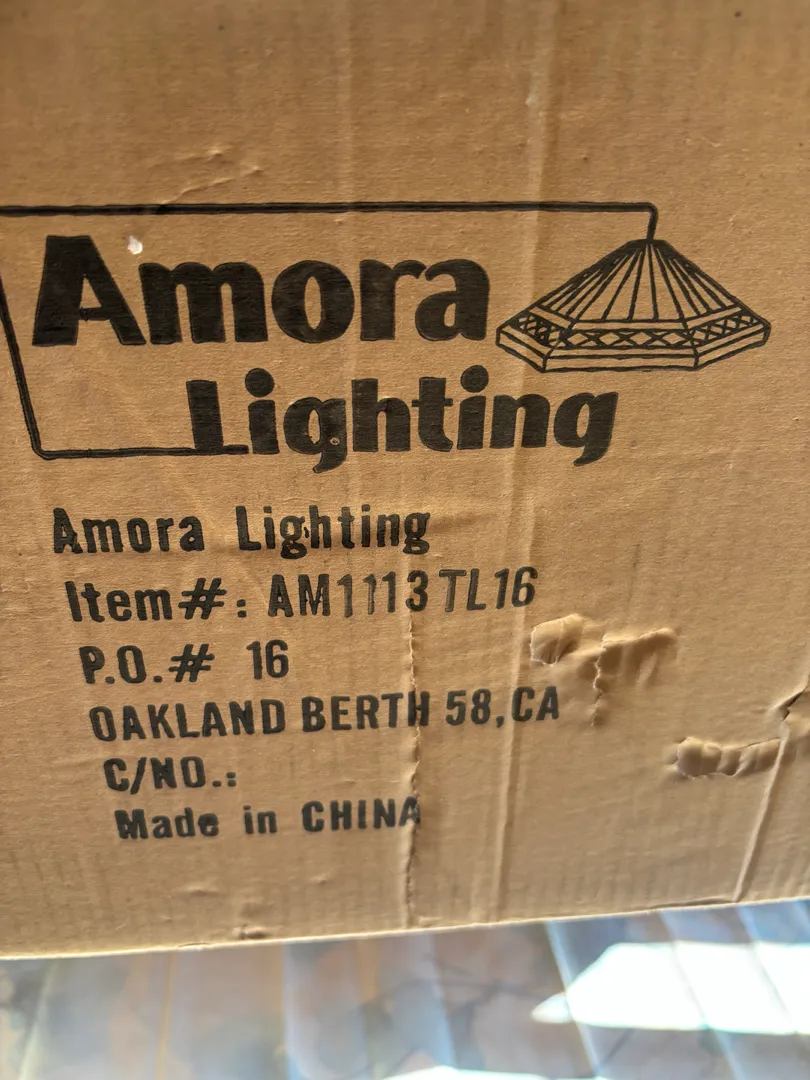 Amora
Lighting
Amora Lighting
Item#: AM1113TL16
P.O.# 16
OAKLAND BERTH 58,CA
C/NO.:
Made in CHINA